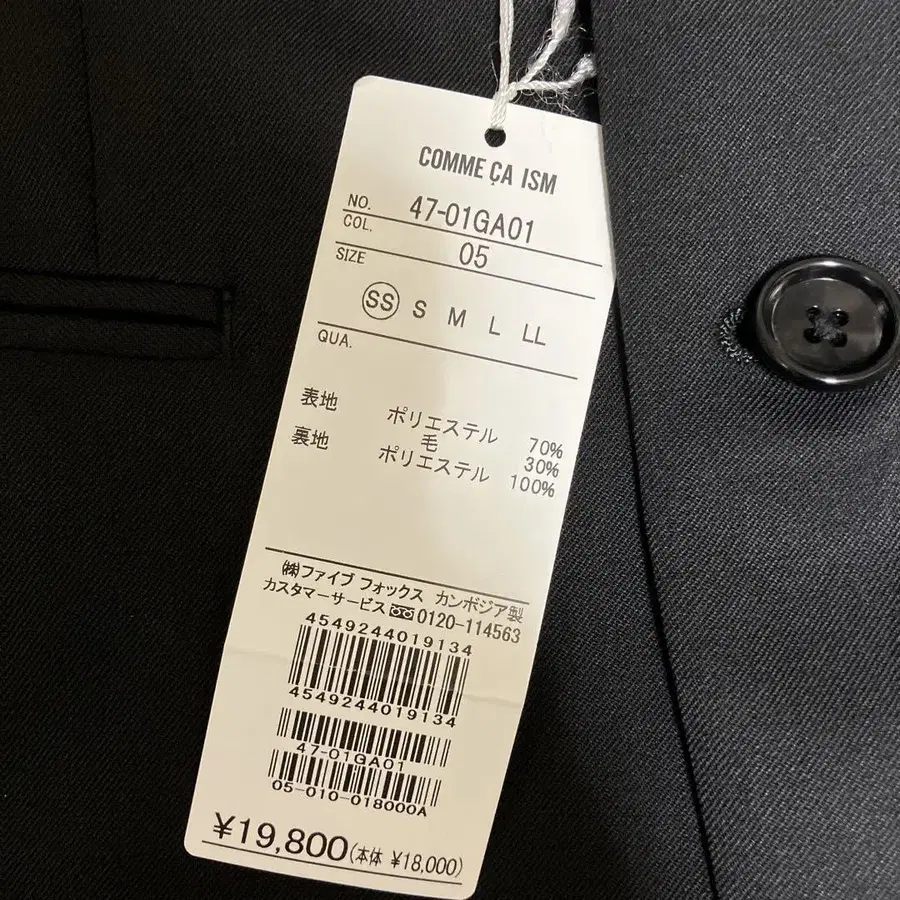 COMME ÇA ISM
NO. 47-01GA01
COL. 05
SIZE
SS S M L LL
QUA.
表地 ポリエステル 70%
毛 30%
裏地 ポリエステル 100%
㈱ファイブ フォックス カンボジア製
カスタマーサービス 0120-114563
4549244019134
4549244019134
47-01GA01
05-010-018000A
¥19,800(本体 ¥18,000)